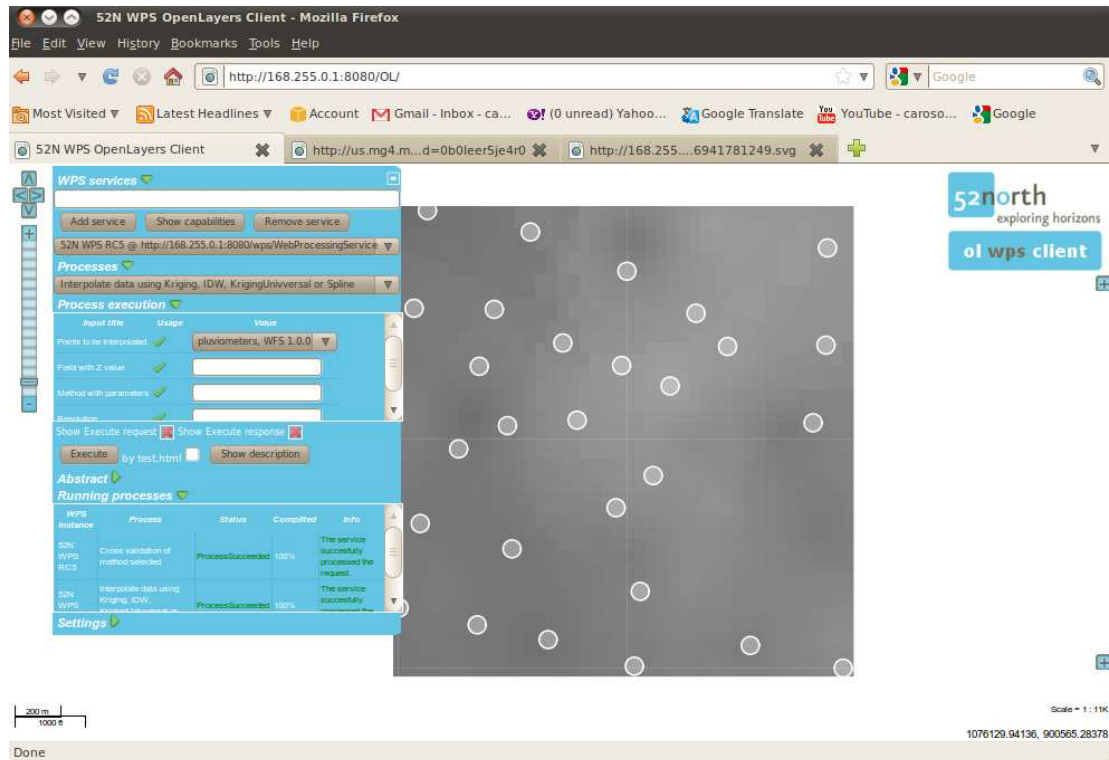 52N WPS OpenLayers Client - Mozilla Firefox
File Edit View History Bookmarks Tools Help
http://168.255.0.1:8080/OL/
Google
Most Visited Latest Headlines Account Gmail - Inbox - ca... (0 unread) Yahoo... Google Translate YouTube - caroso... Google
52N WPS OpenLayers Client http://us.mg4.m...d=0b0leer5je4r0 http://168.255....6941781249.svg
WPS services
Add service Show capabilities Remove service
52N WPS RC5 @ http://168.255.0.1:8080/wps/WebProcessingService
Processes
Interpolate data using Kriging, IDW, KrigingUnivversal or Spline
Process execution
Input title Usage Value
Points to be interpolated pluviometers, WFS 1.0.0
Field with Z value
Method with parameters
Resolution
Show Execute request Show Execute response
Execute by test.html Show description
Abstract
Running processes
WPS Instance Process Status Complited Info
52N WPS RC5 Cross validation of method selected ProcessSucceeded 100% The service succesfully processed the request.
52N WPS Interpolate data using Kriging, IDW, ProcessSucceeded 100% The service succesfully
Settings
52north
exploring horizons
ol wps client
200 m
1000 ft
Scale = 1 : 11K
1076129.94136, 900565.28378
Done